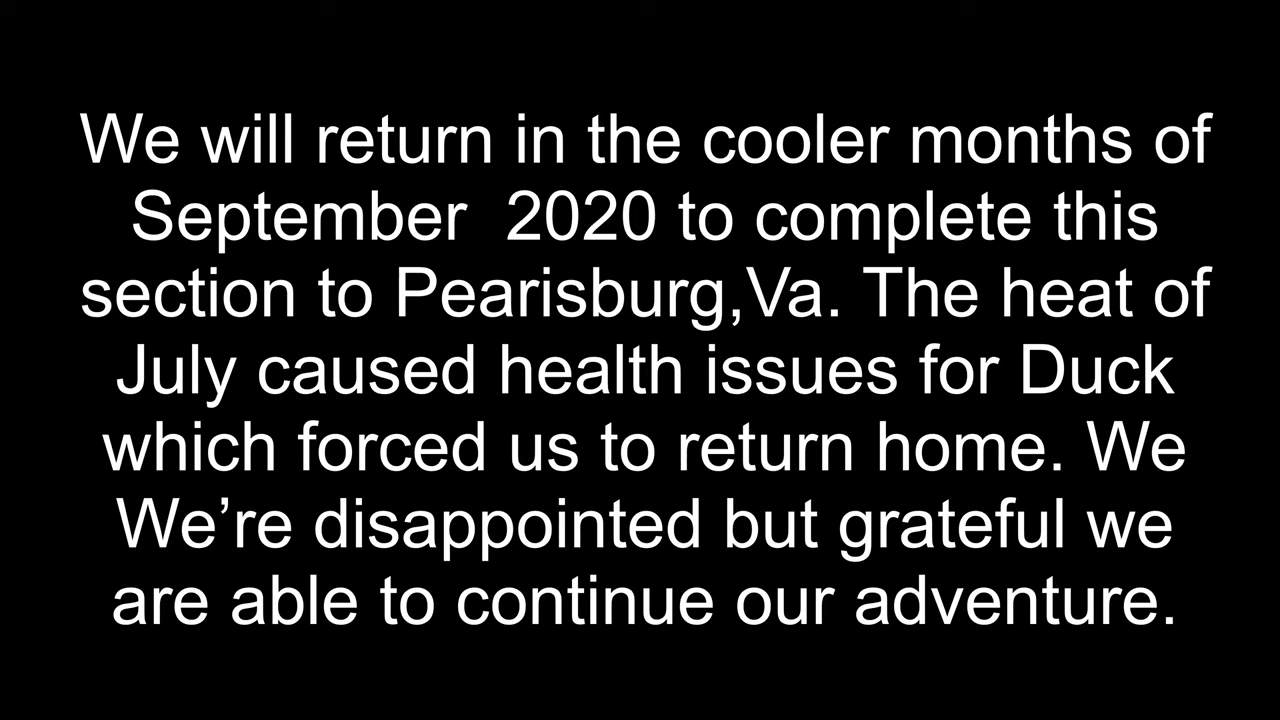 We will return in the cooler months of
September  2020 to complete this
section to Pearisburg,Va. The heat of
July caused health issues for Duck
which forced us to return home. We
We’re disappointed but grateful we
are able to continue our adventure.